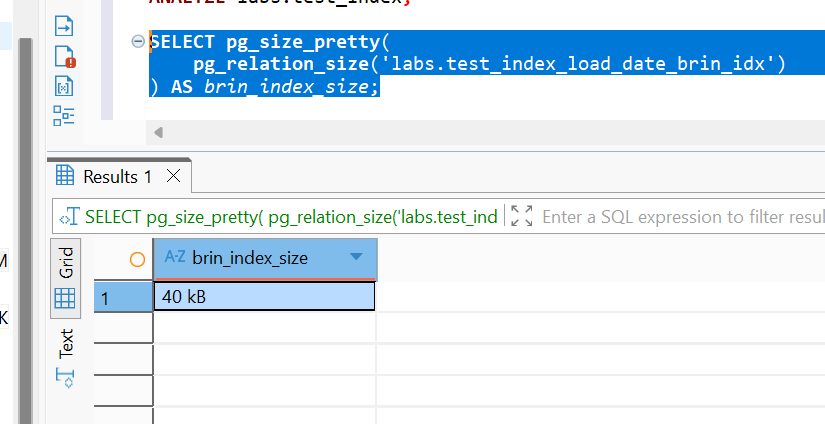 ANALYZE labs.test_index;
SELECT pg_size_pretty(
pg_relation_size('labs.test_index_load_date_brin_idx')
) AS brin_index_size;
Results 1
SELECT pg_size_pretty( pg_relation_size('labs.test_ind
Enter a SQL expression to filter resul
Grid
A-Z brin_index_size
1
40 kB
Text
M
K
T